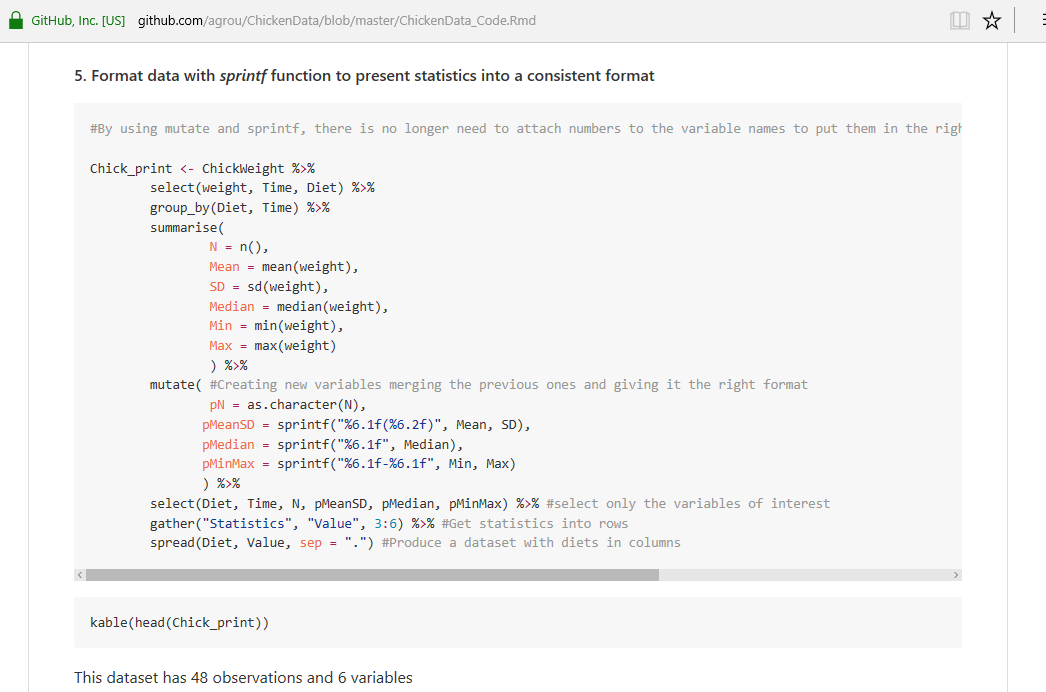 GitHub, Inc. [US] github.com/agrou/ChickenData/blob/master/ChickenData_Code.Rmd
5. Format data with sprintf function to present statistics into a consistent format
#By using mutate and sprintf, there is no longer need to attach numbers to the variable names to put them in the righ
Chick_print <- ChickWeight %>%
select(weight, Time, Diet) %>%
group_by(Diet, Time) %>%
summarise(
N = n(),
Mean = mean(weight),
SD = sd(weight),
Median = median(weight),
Min = min(weight),
Max = max(weight)
) %>%
mutate( #Creating new variables merging the previous ones and giving it the right format
pN = as.character(N),
pMeanSD = sprintf("%6.1f(%6.2f)", Mean, SD),
pMedian = sprintf("%6.1f", Median),
pMinMax = sprintf("%6.1f-%6.1f", Min, Max)
) %>%
select(Diet, Time, N, pMeanSD, pMedian, pMinMax) %>% #select only the variables of interest
gather("Statistics", "Value", 3:6) %>% #Get statistics into rows
spread(Diet, Value, sep = ".") #Produce a dataset with diets in columns
kable(head(Chick_print))
This dataset has 48 observations and 6 variables